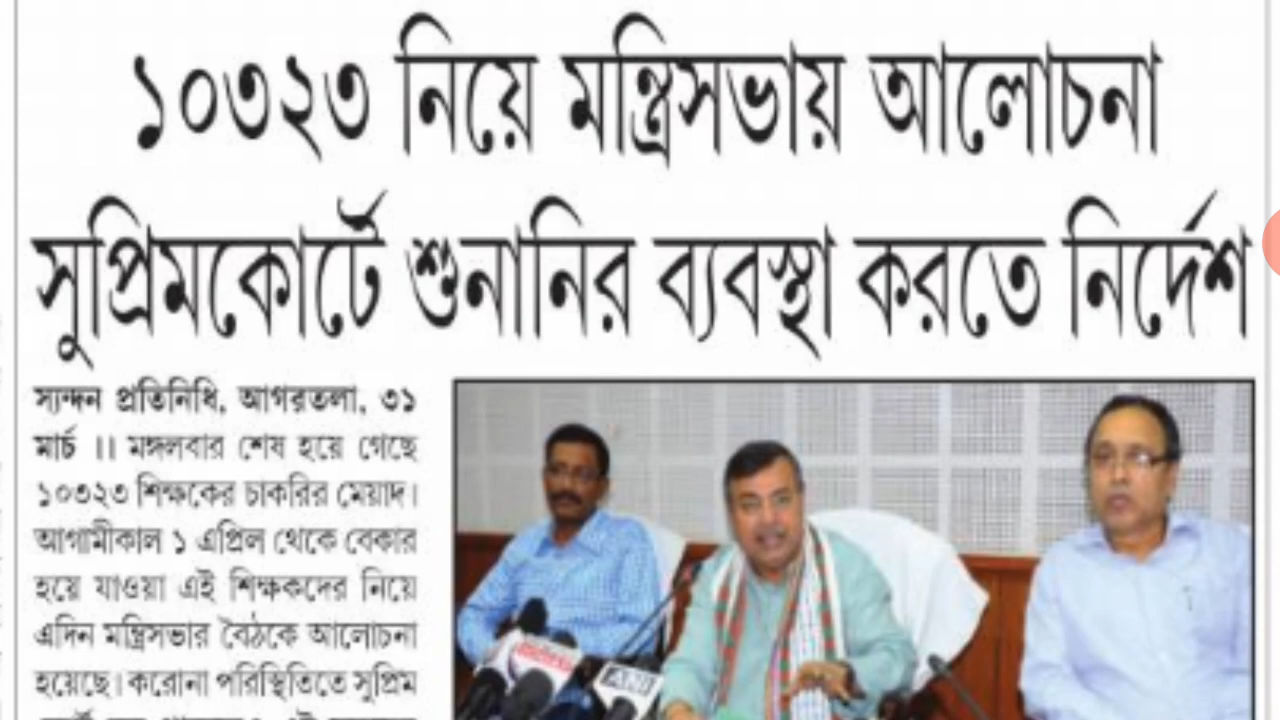 ১০৩২৩ নিয়ে মন্ত্রিসভায় আলোচনা
সুপ্রিমকোর্টে শুনানির ব্যবস্থা করতে নির্দেশ
স্যন্দন প্রতিনিধি, আগরতলা, ৩১
মার্চ ।। মঙ্গলবার শেষ হয়ে গেছে
১০৩২৩ শিক্ষকের চাকরির মেয়াদ।
আগামীকাল ১ এপ্রিল থেকে বেকার
হয়ে যাওয়া এই শিক্ষকদের নিয়ে
এদিন মন্ত্রিসভার বৈঠকে আলোচনা
হয়েছে। করোনা পরিস্থিতিতে সুপ্রিম
ANI